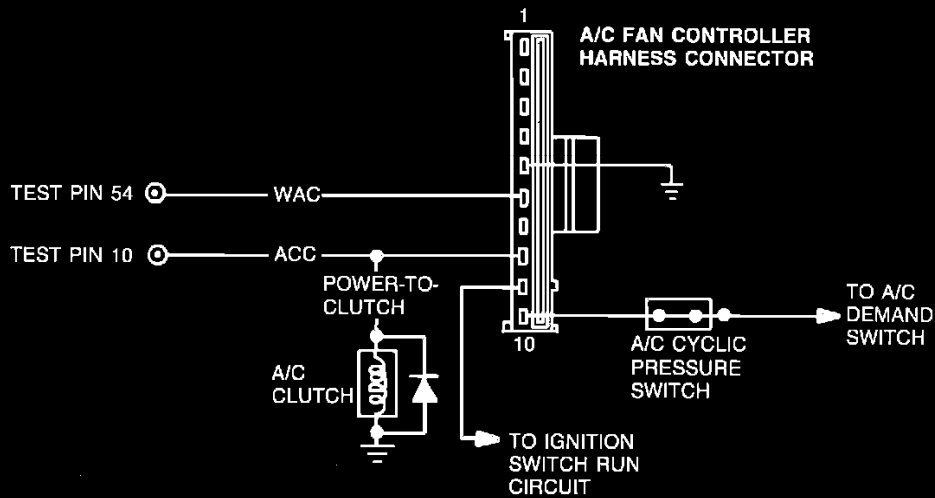 1
A/C FAN CONTROLLER
HARNESS CONNECTOR
TEST PIN 54
WAC
TEST PIN 10
ACC
POWER-TO-
CLUTCH
A/C
CLUTCH
10
A/C CYCLIC
PRESSURE
SWITCH
TO A/C
DEMAND
SWITCH
TO IGNITION
SWITCH RUN
CIRCUIT